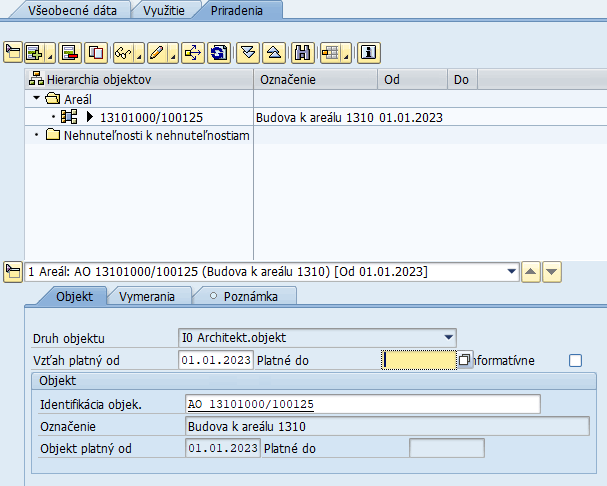 Všeobecné dáta Využitie Priradenia
Hierarchia objektov Označenie Od Do
Areál
13101000/100125 Budova k areálu 1310 01.01.2023
Nehnuteľnosti k nehnuteľnostiam
1 Areál: AO 13101000/100125 (Budova k areálu 1310) [Od 01.01.2023]
Objekt Vymerania Poznámka
Druh objektu I0 Architekt.objekt
Vzťah platný od 01.01.2023 Platné do nformatívne
Objekt
Identifikácia objek. AO 13101000/100125
Označenie Budova k areálu 1310
Objekt platný od 01.01.2023 Platné do